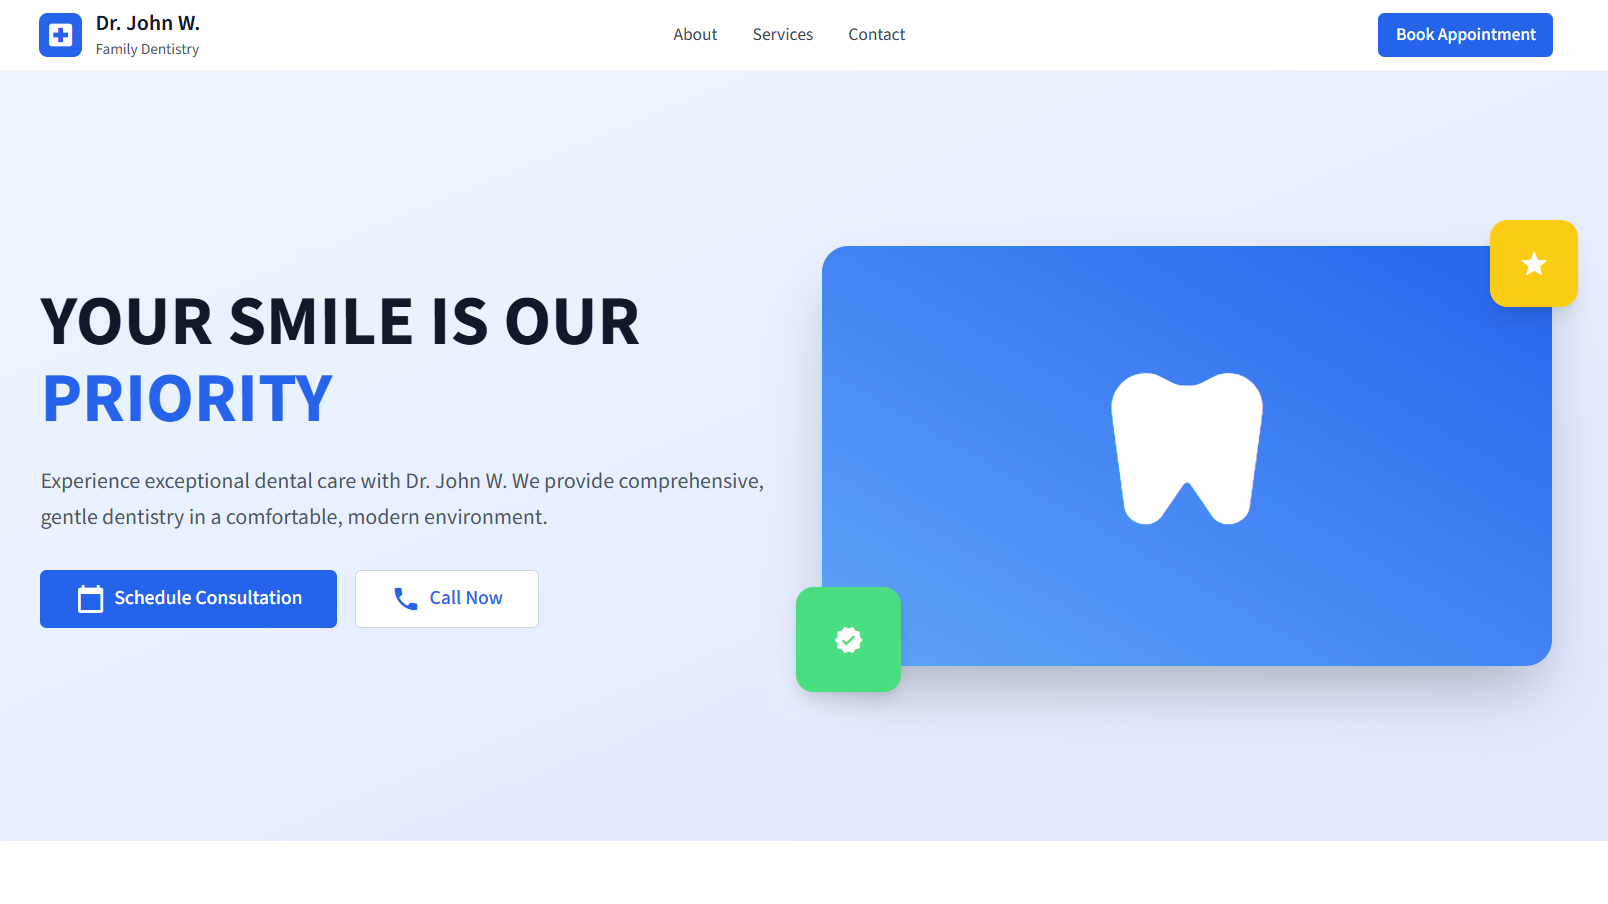 Dr. John W.
Family Dentistry
About
Services
Contact
Book Appointment
YOUR SMILE IS OUR
PRIORITY
Experience exceptional dental care with Dr. John W. We provide comprehensive,
gentle dentistry in a comfortable, modern environment.
Schedule Consultation
Call Now